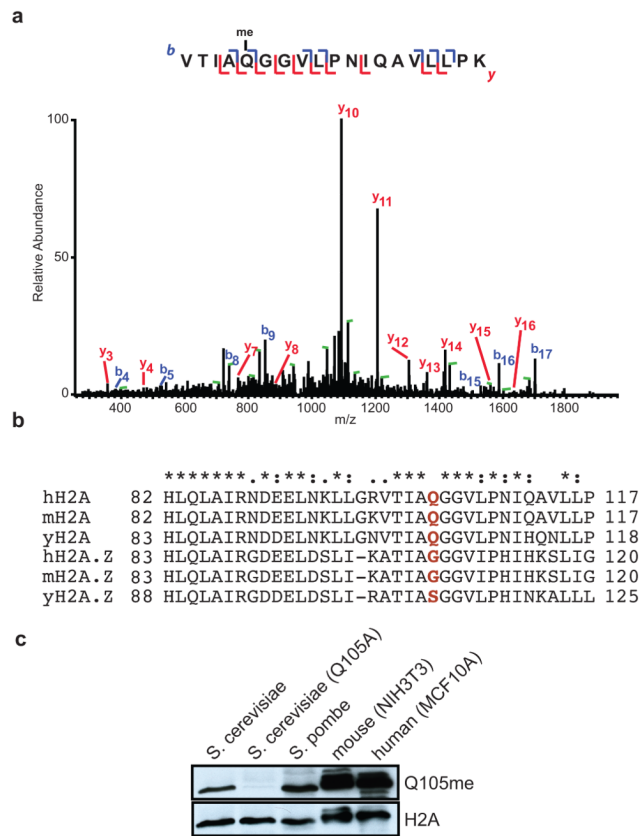 a
me
b VTIAQGGVLPNIQAVLLPK y
Relative Abundance
100
50
0
y10
y11
y3
b4
y4
b5
b8
y7
b9
y8
y12
y13
y14
b15
y15
b16
y16
b17
400 600 800 1000 1200 1400 1600 1800
m/z
b
********.**:**:*: ..*** ****:**:* *:
hH2A 82 HLQLAIRNDEELNKLLGRVTIAQGGVLPNIQAVLLP 117
mH2A 82 HLQLAIRNDEELNKLLGKVTIAQGGVLPNIQAVLLP 117
yH2A 83 HLQLAIRNDDELNKLLGNVTIAQGGVLPNIHQNLLP 118
hH2A.Z 83 HLQLAIRGDEELDSLI-KATIAGGGVIPHIHKSLIG 120
mH2A.Z 83 HLQLAIRGDEELDSLI-KATIAGGGVIPHIHKSLIG 120
yH2A.Z 88 HLQLAIRGDDELDSLI-RATIASGGVLPHINKALLL 125
c
S. cerevisiae
S. cerevisiae (Q105A)
S. pombe
mouse (NIH3T3)
human (MCF10A)
Q105me
H2A